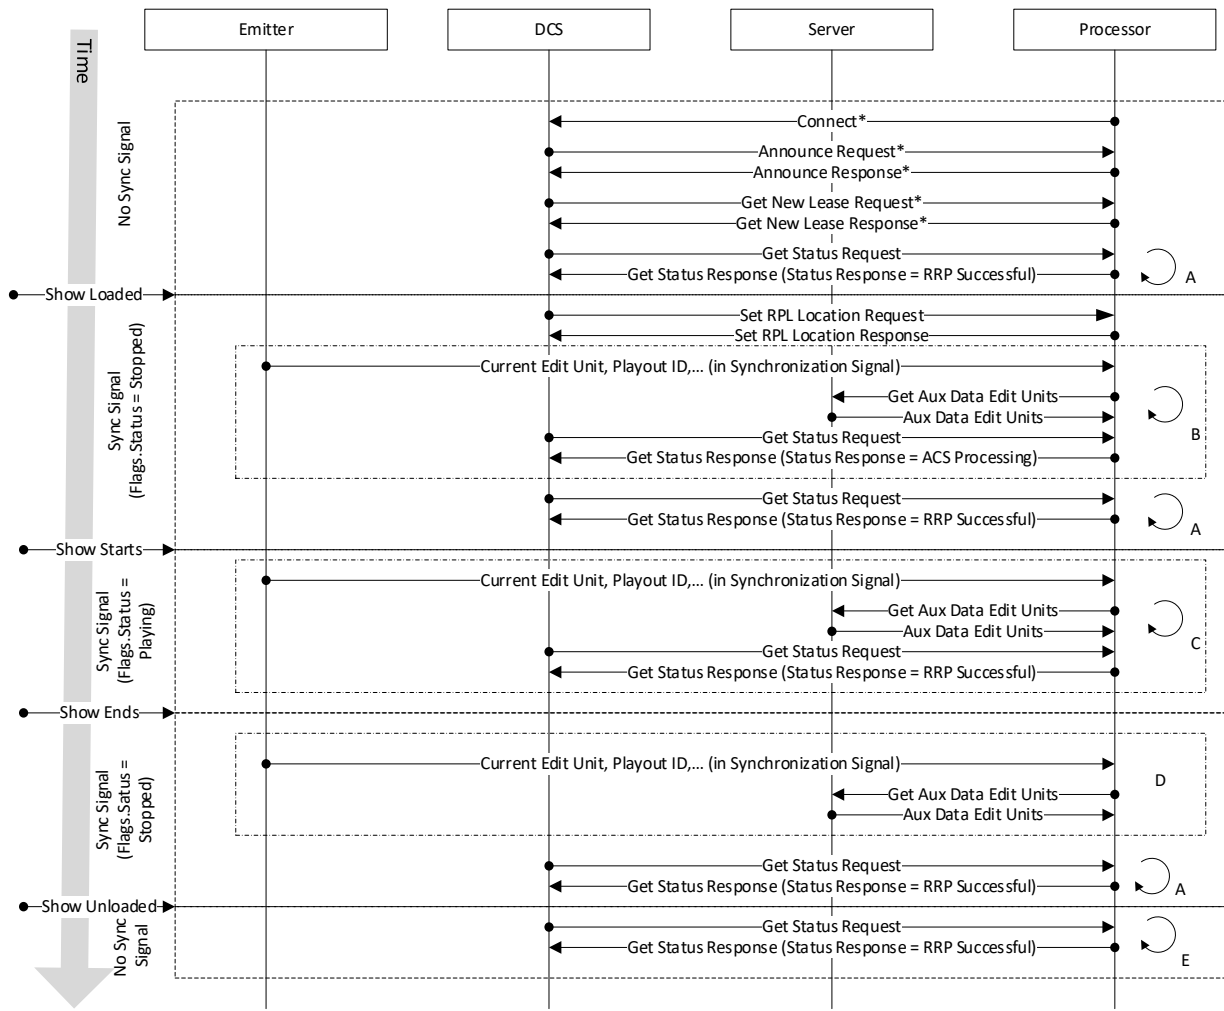 Emitter
DCS
Server
Processor
Time
No Sync Signal
Connect*
Announce Request*
Announce Response*
Get New Lease Request*
Get New Lease Response*
Get Status Request
Get Status Response (Status Response = RRP Successful)
A
Show Loaded
Sync Signal
(Flags.Status = Stopped)
Set RPL Location Request
Set RPL Location Response
Current Edit Unit, Playout ID,... (in Synchronization Signal)
Get Aux Data Edit Units
Aux Data Edit Units
Get Status Request
Get Status Response (Status Response = ACS Processing)
B
Get Status Request
Get Status Response (Status Response = RRP Successful)
A
Show Starts
Sync Signal
(Flags.Status =
Playing)
Current Edit Unit, Playout ID,... (in Synchronization Signal)
Get Aux Data Edit Units
Aux Data Edit Units
Get Status Request
Get Status Response (Status Response = RRP Successful)
C
Show Ends
Sync Signal
(Flags.Satus =
Stopped)
Current Edit Unit, Playout ID,... (in Synchronization Signal)
Get Aux Data Edit Units
Aux Data Edit Units
D
Get Status Request
Get Status Response (Status Response = RRP Successful)
A
Show Unloaded
No Sync
Signal
Get Status Request
Get Status Response (Status Response = RRP Successful)
E